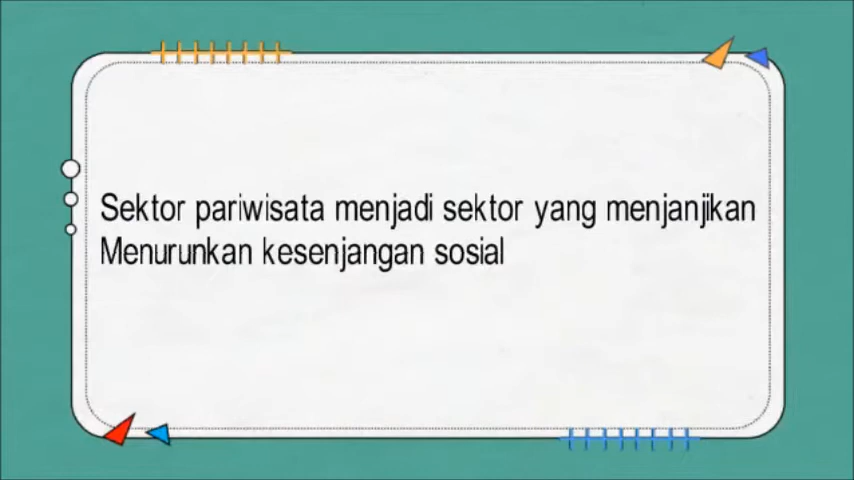 Sektor pariwisata menjadi sektor yang menjanjikan
Menurunkan kesenjangan sosial